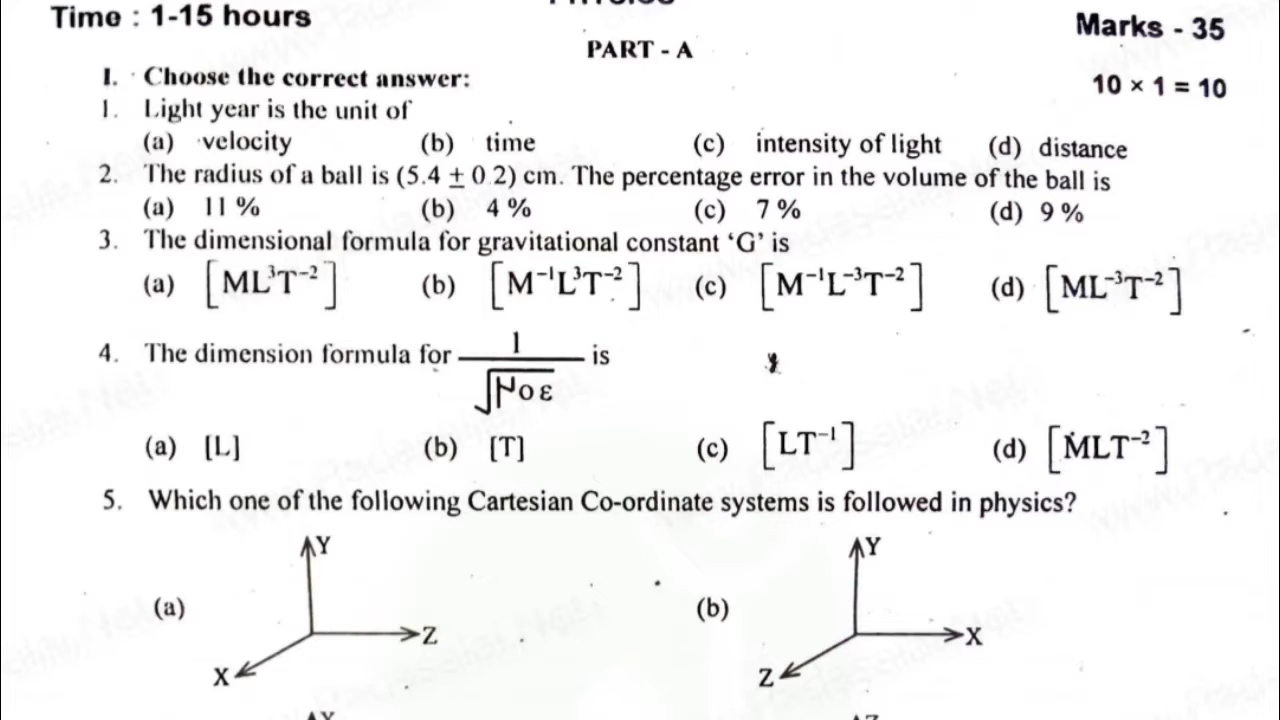 Time : 1-15 hours
Marks - 35
PART - A
I. Choose the correct answer:
10 × 1 = 10
1. Light year is the unit of
(a) velocity (b) time (c) intensity of light (d) distance
2. The radius of a ball is (5.4 ± 0.2) cm. The percentage error in the volume of the ball is
(a) 11 % (b) 4 % (c) 7 % (d) 9 %
3. The dimensional formula for gravitational constant ‘G’ is
(a) [ML³T⁻²] (b) [M⁻¹L³T⁻²] (c) [M⁻¹L⁻³T⁻²] (d) [ML⁻³T⁻²]
4. The dimension formula for 1/√μοε is
(a) [L] (b) [T] (c) [LT⁻¹] (d) [MLT⁻²]
5. Which one of the following Cartesian Co-ordinate systems is followed in physics?
(a) Y Z X (b) Y X Z